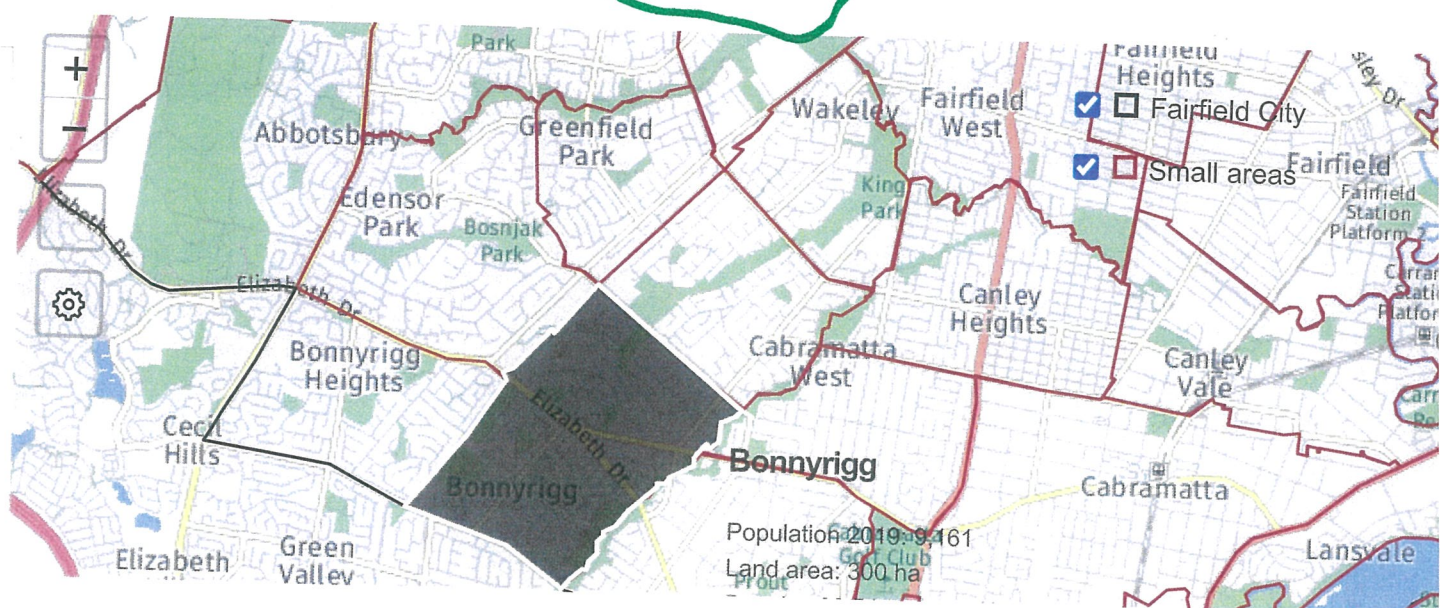 +
−
Park
Abbotsbury
Greenfield
Park
Wakeley
Fairfield
West
Fairfield
Heights
Fairfield City
Small areas
Fairfield
Fairfield
Station
Platform 2
Edensor
Park
Bosnjak
Park
King
Park
Elizabeth Dr
Elizabeth Dr
Canley
Heights
Canley
Vale
Bonnyrigg
Heights
Cabramatta
West
Cecil
Hills
Elizabeth Dr
Bonnyrigg
Bonnyrigg
Cabramatta
Population 2019: 9,161
Golf Club
Land area: 300 ha
Prout
Elizabeth
Green
Valley
Lansvale